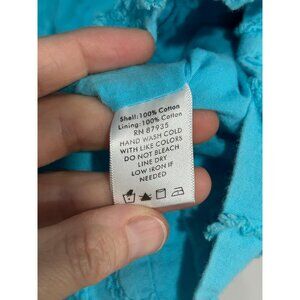 Shell: 100% Cotton
Lining: 100% Cotton
RN 87935
HAND WASH COLD
WITH LIKE COLORS
DO NOT BLEACH
LINE DRY
LOW IRON IF
NEEDED